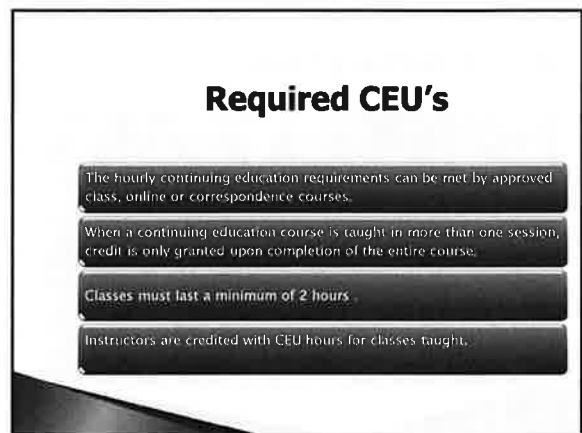 Required CEU's
The hourly continuing education requirements can be met by approved
class, online or correspondence courses.
When a continuing education course is taught in more than one session,
credit is only granted upon completion of the entire course.
Classes must last a minimum of 2 hours .
Instructors are credited with CEU hours for classes taught.